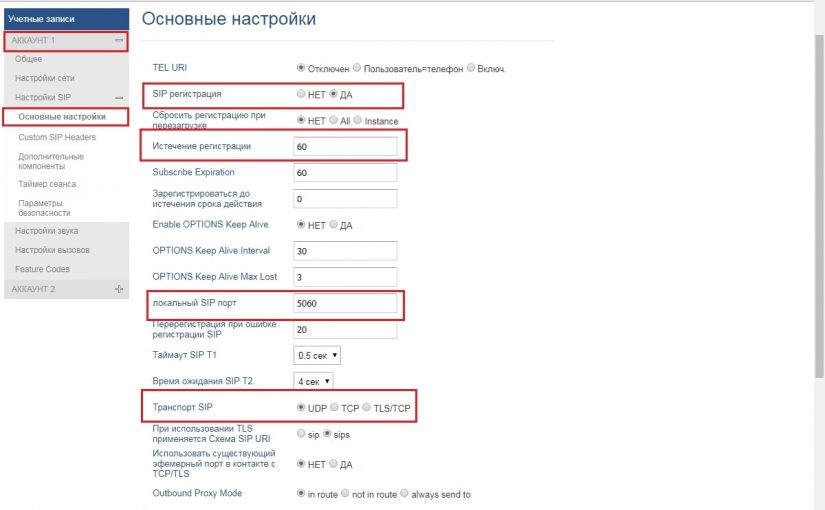 Учетные записи
АККАУНТ 1
Общее
Настройки сети
Настройки SIP
Основные настройки
Custom SIP Headers
Дополнительные
компоненты
Таймер сеанса
Параметры
безопасности
Настройки звука
Настройки вызовов
Feature Codes
АККАУНТ 2
Основные настройки
TEL URI Отключен Пользователь=телефон Включ.
SIP регистрация НЕТ ДА
Сбросить регистрацию при
перезагрузке НЕТ All Instance
Истечение регистрации 60
Subscribe Expiration 60
Зарегистрироваться до
истечения срока действия 0
Enable OPTIONS Keep Alive НЕТ ДА
OPTIONS Keep Alive Interval 30
OPTIONS Keep Alive Max Lost 3
локальный SIP порт 5060
Перерегистрация при ошибке
регистрации SIP 20
Таймаут SIP T1 0.5 сек
Время ожидания SIP T2. 4 сек
Транспорт SIP UDP TCP TLS/TCP
При использовании TLS
применяется Схема SIP URI sip sips
Использовать существующий
эфемерный порт в контакте с
TCP/TLS НЕТ ДА
Outbound Proxy Mode in route not in route always send to